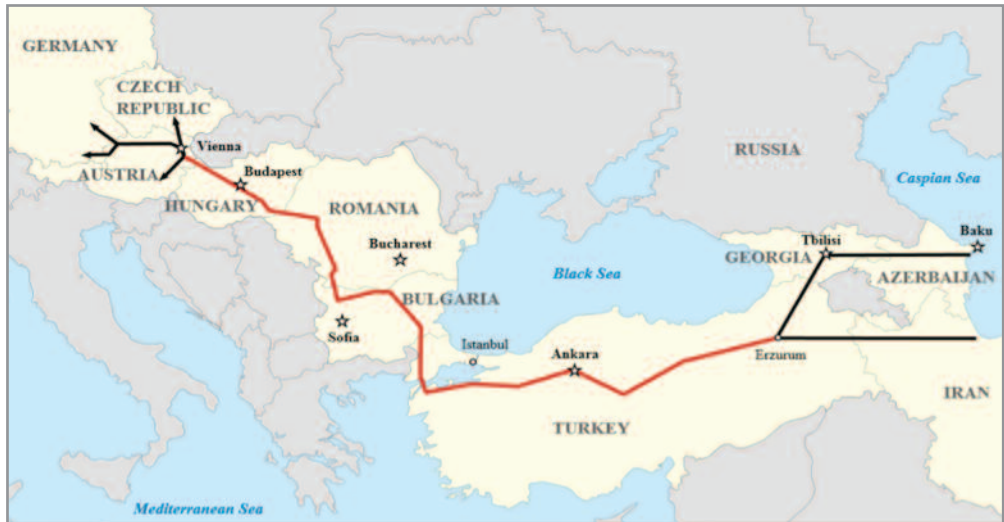 GERMANY
CZECH
REPUBLIC
Vienna
AUSTRIA
Budapest
HUNGARY
ROMANIA
Bucharest
RUSSIA
Caspian Sea
Baku
Tbilisi
GEORGIA
AZERBAIJAN
Black Sea
BULGARIA
Sofia
Istanbul
Ankara
Erzurum
IRAN
TURKEY
Mediterranean Sea